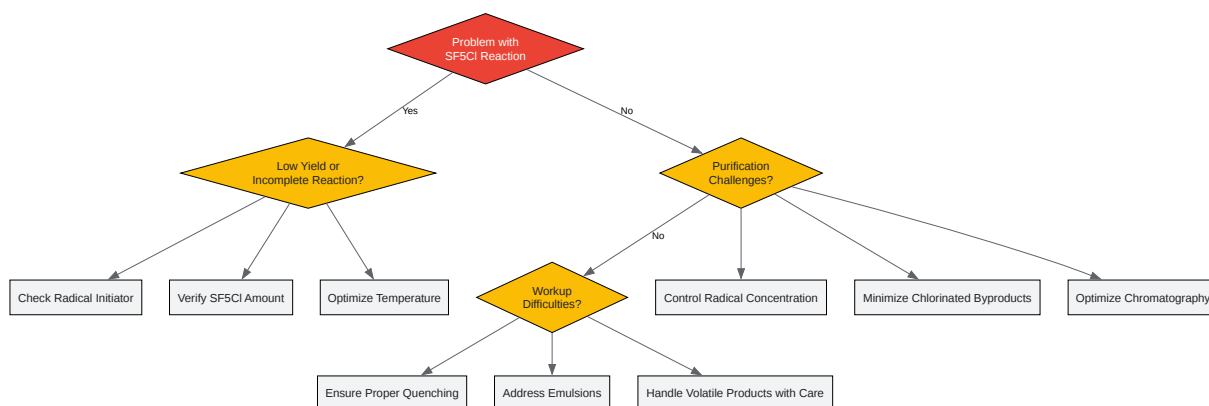 Problem with
SF5Cl Reaction
Yes
No
Low Yield or
Incomplete Reaction?
Purification
Challenges?
No
Check Radical Initiator
Verify SF5Cl Amount
Optimize Temperature
Workup
Difficulties?
Control Radical Concentration
Minimize Chlorinated Byproducts
Optimize Chromatography
Ensure Proper Quenching
Address Emulsions
Handle Volatile Products with Care